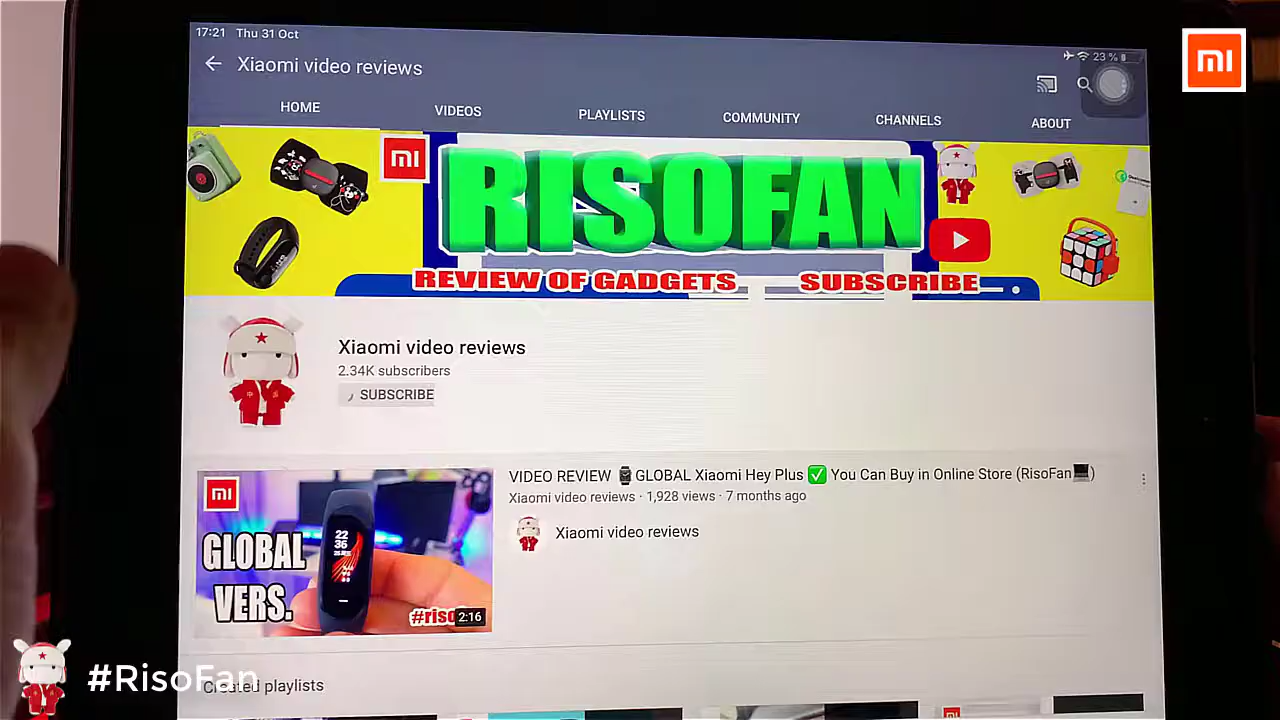 17:21 Thu 31 Oct
23 %
Xiaomi video reviews
HOME VIDEOS PLAYLISTS COMMUNITY CHANNELS ABOUT
mi
mi
RISOFAN
REVIEW OF GADGETS SUBSCRIBE
Xiaomi video reviews
2.34K subscribers
SUBSCRIBE
VIDEO REVIEW ⌚GLOBAL Xiaomi Hey Plus ✅ You Can Buy in Online Store (RisoFan💻)
Xiaomi video reviews · 1,928 views · 7 months ago
Xiaomi video reviews
mi
GLOBAL
VERS.
22
36
#riso
2:16
Created playlists
#RisoFan
mi